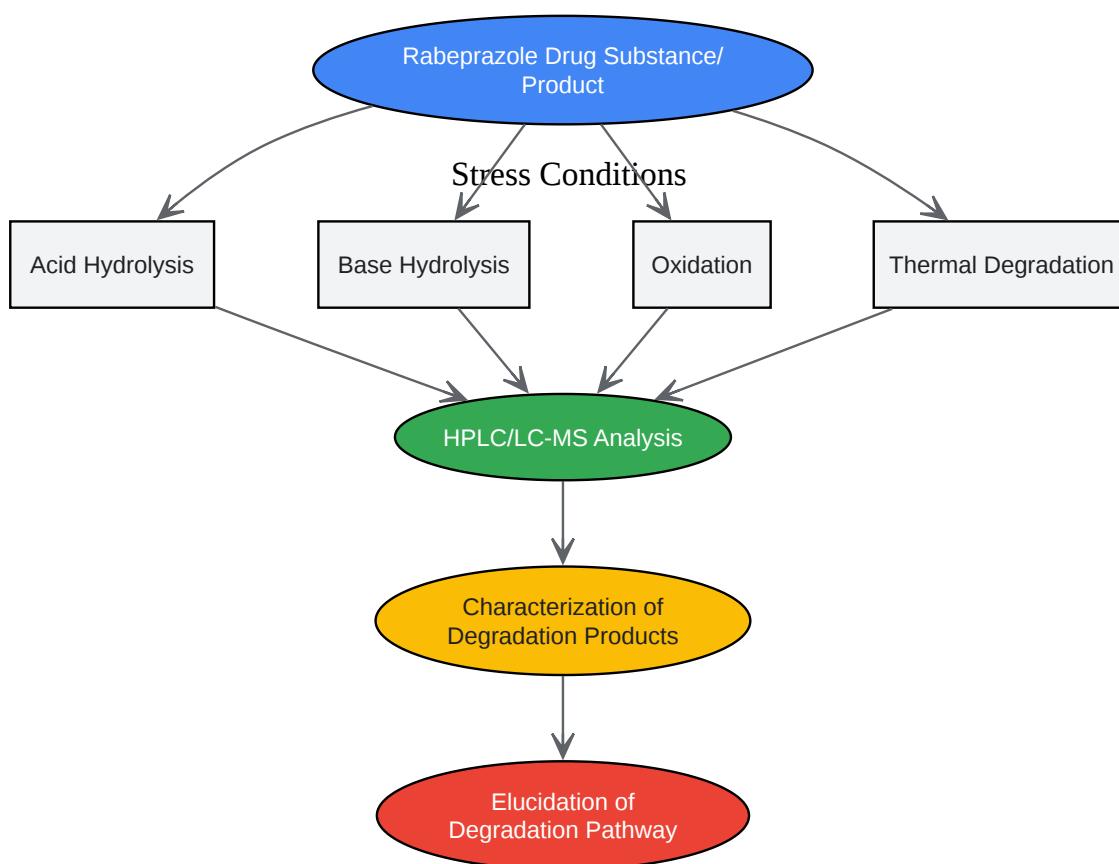 Rabeprazole Drug Substance/
Product
Stress Conditions
Acid Hydrolysis
Base Hydrolysis
Oxidation
Thermal Degradation
HPLC/LC-MS Analysis
Characterization of
Degradation Products
Elucidation of
Degradation Pathway